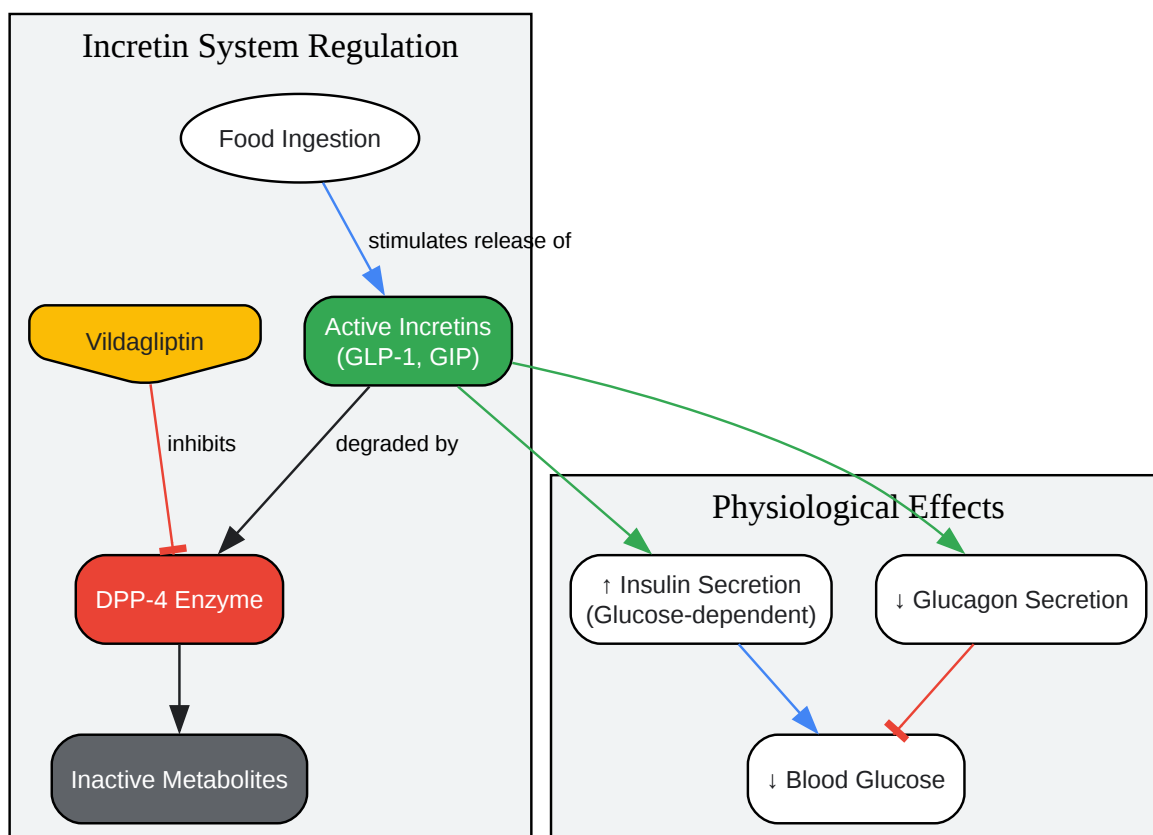 Incretin System Regulation
Food Ingestion
stimulates release of
Vildagliptin
Active Incretins
(GLP-1, GIP)
inhibits
degraded by
Physiological Effects
DPP-4 Enzyme
↑ Insulin Secretion
(Glucose-dependent)
↓ Glucagon Secretion
Inactive Metabolites
↓ Blood Glucose